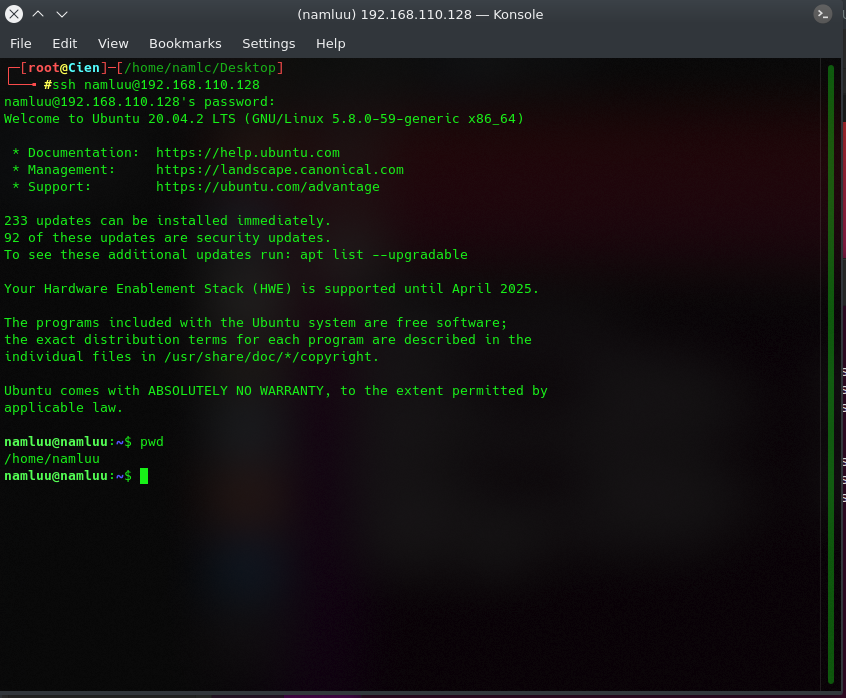 (namluu) 192.168.110.128 — Konsole
File Edit View Bookmarks Settings Help
┌─[root@Cien]─[/home/namlc/Desktop]
└──╼ #ssh namluu@192.168.110.128
namluu@192.168.110.128's password:
Welcome to Ubuntu 20.04.2 LTS (GNU/Linux 5.8.0-59-generic x86_64)
* Documentation: https://help.ubuntu.com
* Management: https://landscape.canonical.com
* Support: https://ubuntu.com/advantage
233 updates can be installed immediately.
92 of these updates are security updates.
To see these additional updates run: apt list --upgradable
Your Hardware Enablement Stack (HWE) is supported until April 2025.
The programs included with the Ubuntu system are free software;
the exact distribution terms for each program are described in the
individual files in /usr/share/doc/*/copyright.
Ubuntu comes with ABSOLUTELY NO WARRANTY, to the extent permitted by
applicable law.
namluu@namluu:~$ pwd
/home/namluu
namluu@namluu:~$